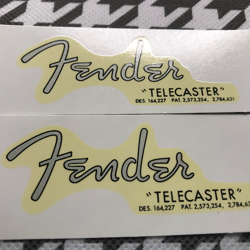 Fender
"TELECASTER"
DES. 164,227 PAT. 2,573,254, 2,784,631
Fender
"TELECASTER"
DES. 164,227 PAT. 2,573,254, 2,784,63